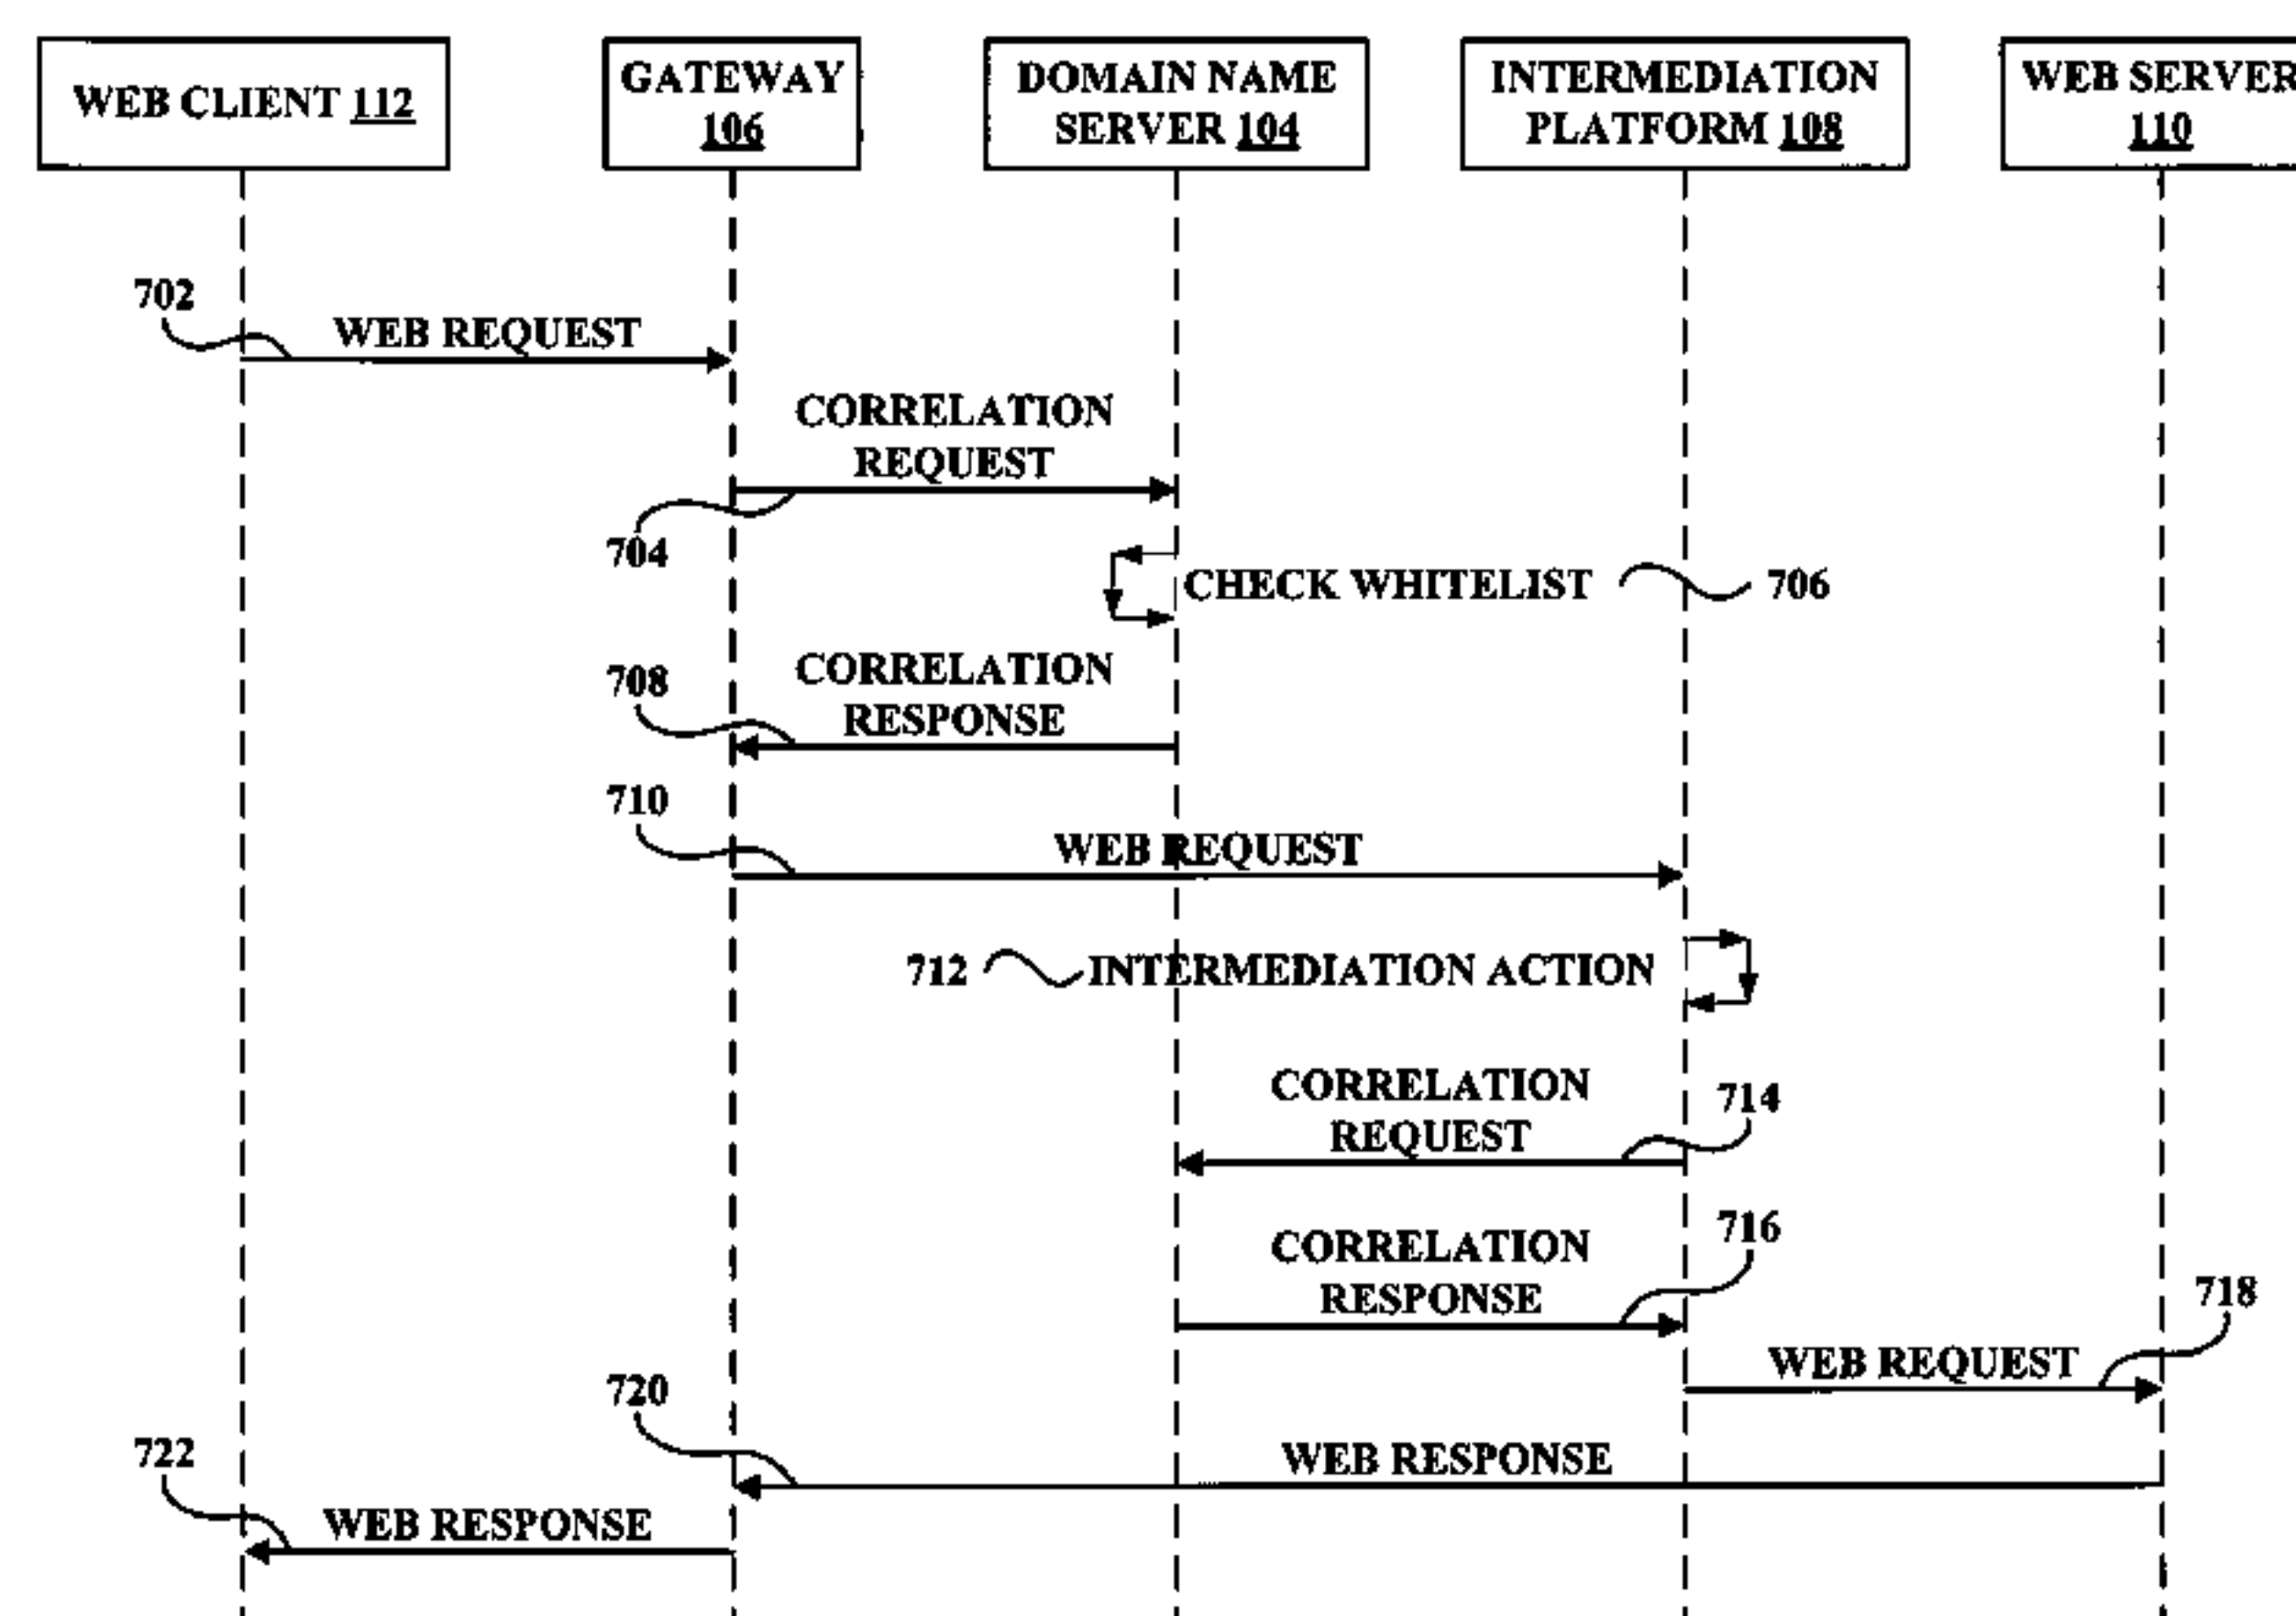 WEB CLIENT 112
GATEWAY
106
DOMAIN NAME
SERVER 104
INTERMEDIATION
PLATFORM 108
WEB SERVER
110
702
WEB REQUEST
CORRELATION
REQUEST
704
CHECK WHITELIST
706
708
CORRELATION
RESPONSE
710
WEB REQUEST
712
INTERMEDIATION ACTION
CORRELATION
REQUEST
714
CORRELATION
RESPONSE
716
718
WEB REQUEST
720
WEB RESPONSE
722
WEB RESPONSE